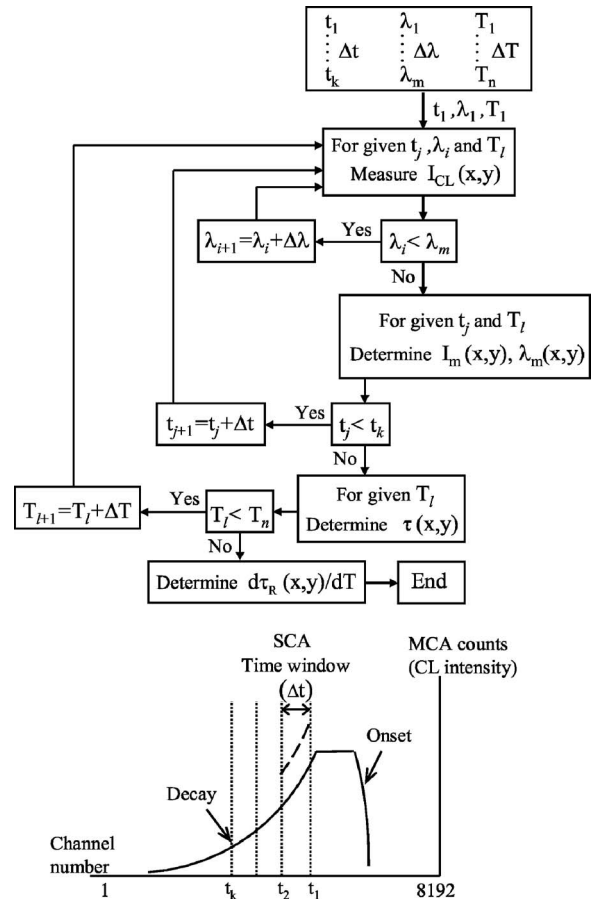 t₁ λ₁ T₁
Δt Δλ ΔT
tₖ λₘ Tₙ
t₁, λ₁, T₁
For given tⱼ, λᵢ and Tₗ
Measure I_CL (x,y)
λᵢ₊₁=λᵢ+Δλ
Yes
λᵢ< λₘ
No
For given tⱼ and Tₗ
Determine Iₘ(x,y), λₘ(x,y)
tⱼ₊₁=tⱼ+Δt
Yes
tⱼ< tₖ
No
Tₗ₊₁=Tₗ+ΔT
Yes
Tₗ< Tₙ
For given Tₗ
Determine τ(x,y)
No
Determine dτ_R (x,y)/dT
End
SCA
Time window
(Δt)
MCA counts
(CL intensity)
Onset
Decay
Channel
number
1 tₖ t₂ t₁ 8192